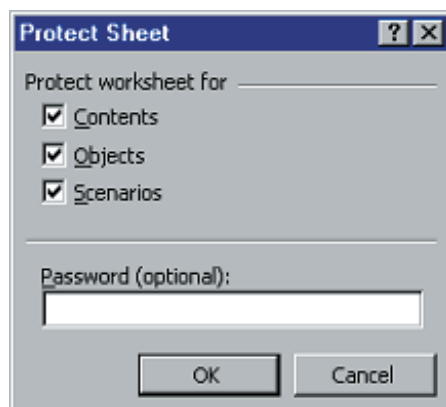 Protect Sheet
Protect worksheet for
Contents
Objects
Scenarios
Password (optional):
OK Cancel